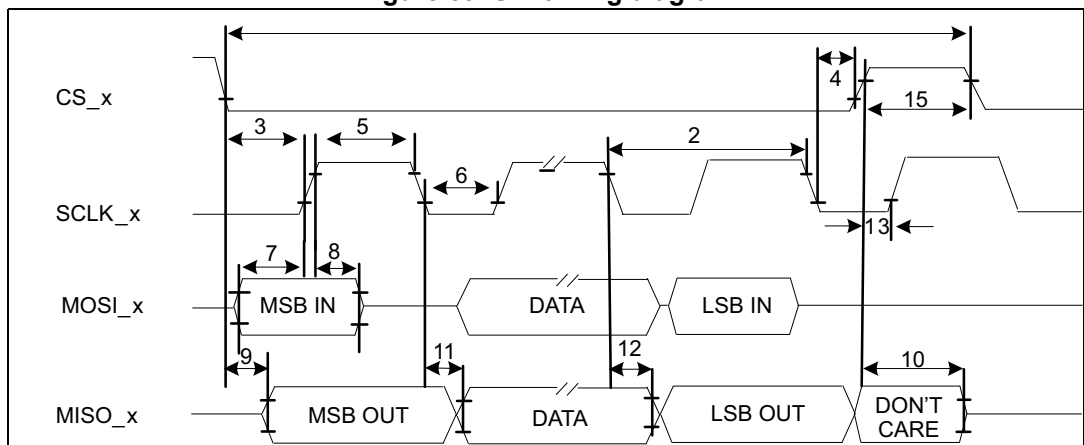 4
CS_x
15
3
5
2
6
SCLK_x
13
7
8
MOSI_x
MSB IN
DATA
LSB IN
9
11
12
10
MISO_x
MSB OUT
DATA
LSB OUT
DON'T
CARE